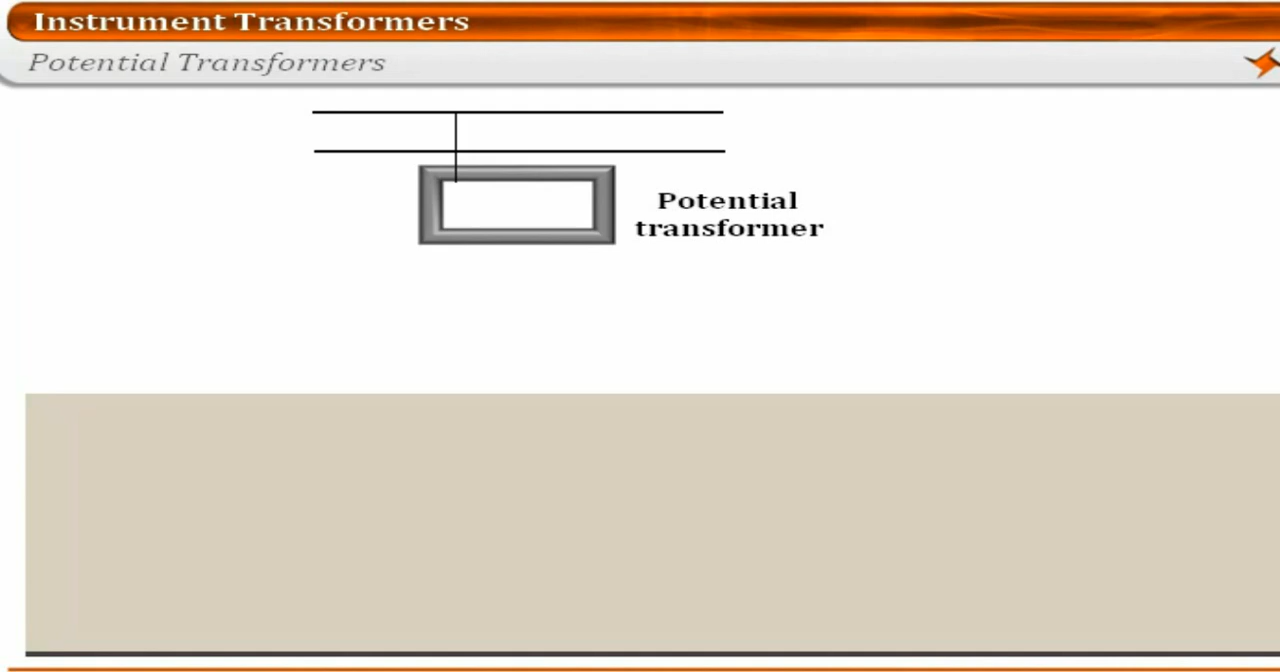 Instrument Transformers
Potential Transformers
Potential
transformer